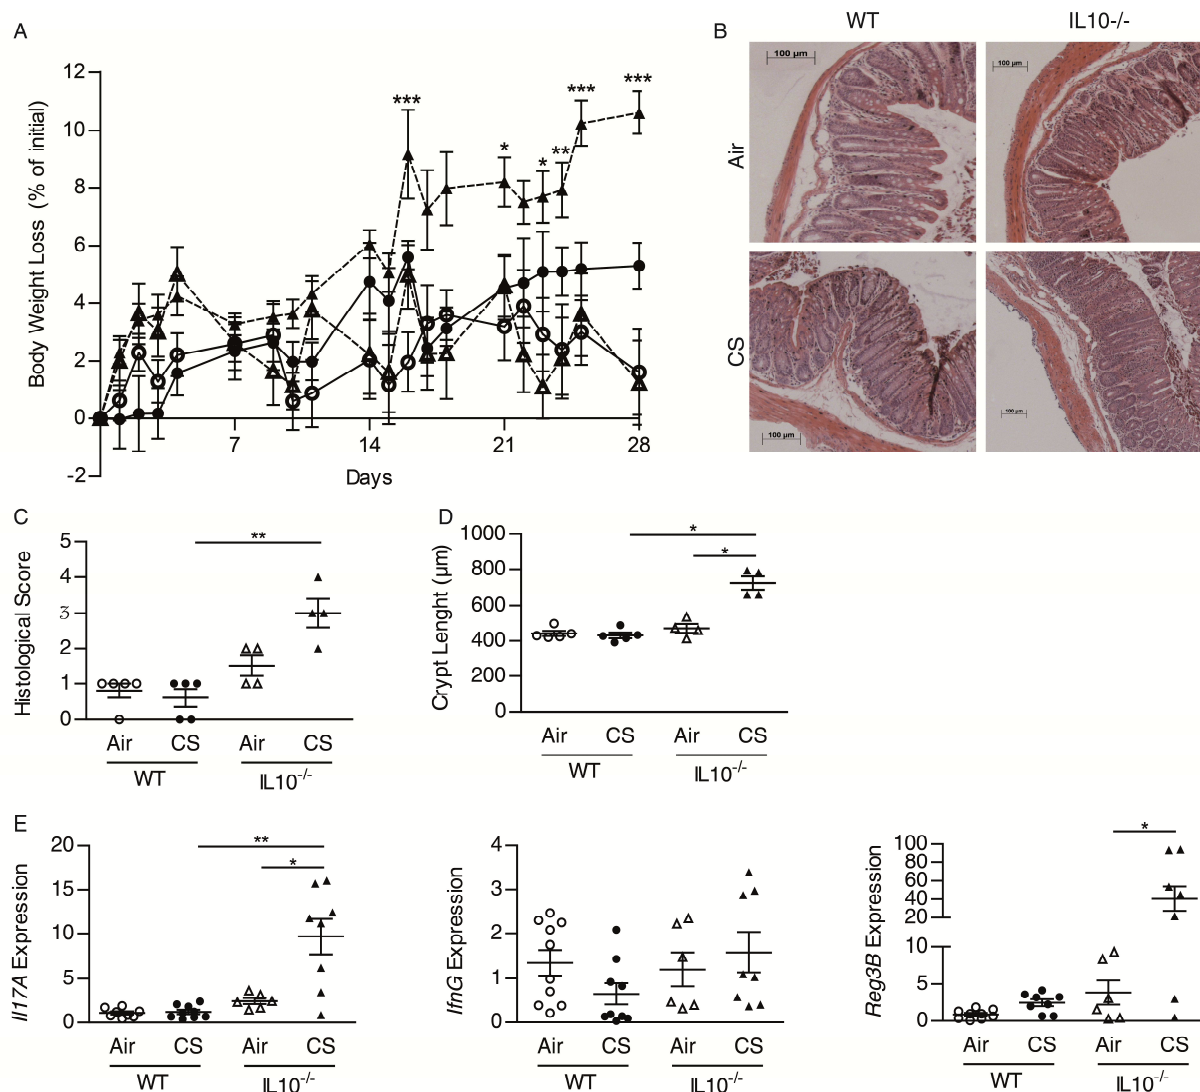 A
Body Weight Loss (% of initial)
12
10
8
6
4
2
0
-2
7
14
21
28
Days
***
*
*
**
***
***
B
WT
IL10-/-
Air
CS
100 µm
100 µm
100 µm
100 µm
C
Histological Score
5
4
3
2
1
0
**
Air CS Air CS
WT IL10-/-
D
Crypt Lenght (µm)
1000
800
600
400
200
0
*
*
Air CS Air CS
WT IL10-/-
E
Il17A Expression
20
15
10
5
0
**
*
Air CS Air CS
WT IL10-/-
IfnG Expression
4
3
2
1
0
Air CS Air CS
WT IL10-/-
Reg3B Expression
100
80
60
40
20
10
5
0
*
Air CS Air CS
WT IL10-/-